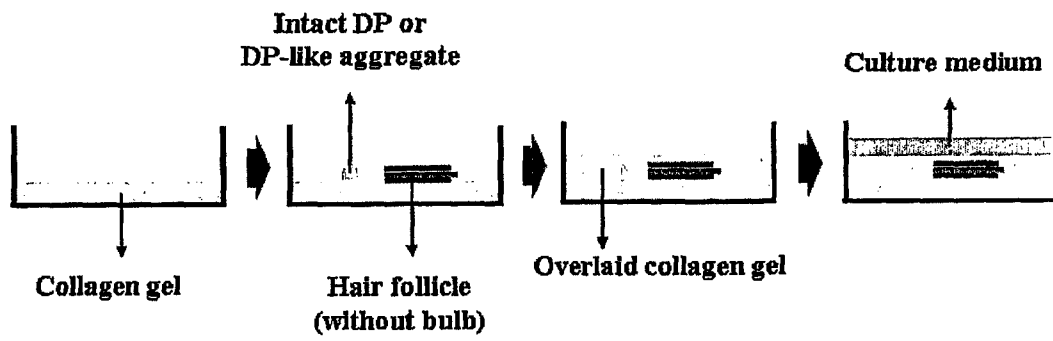 Intact DP or
DP-like aggregate
Culture medium
Collagen gel
Hair follicle
(without bulb)
Overlaid collagen gel